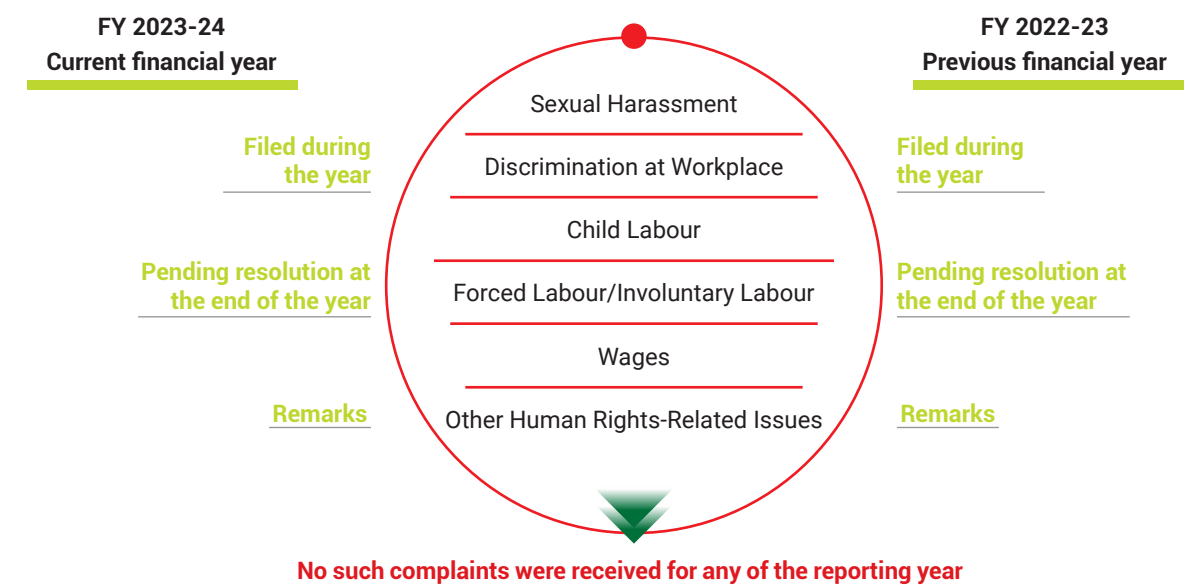 FY 2023-24
Current financial year
FY 2022-23
Previous financial year
Filed during
the year
Pending resolution at
the end of the year
Remarks
Sexual Harassment
Discrimination at Workplace
Child Labour
Forced Labour/Involuntary Labour
Wages
Other Human Rights-Related Issues
Filed during
the year
Pending resolution at
the end of the year
Remarks
No such complaints were received for any of the reporting year